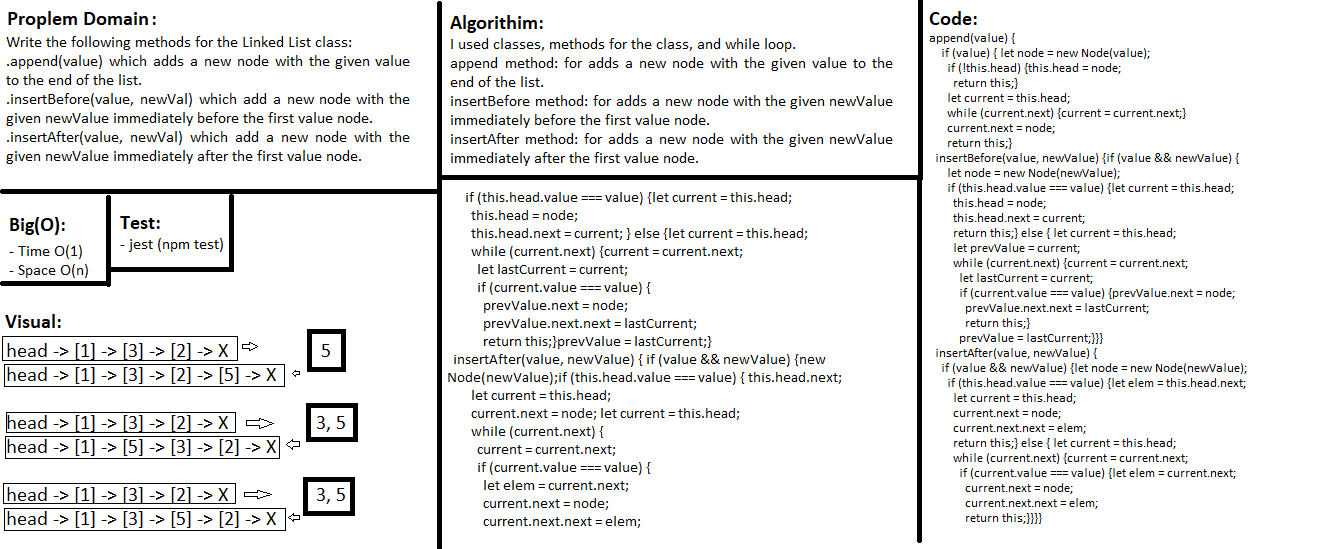 Proplem Domain:
Write the following methods for the Linked List class:
.append(value) which adds a new node with the given value
to the end of the list.
.insertBefore(value, newVal) which add a new node with the
given newValue immediately before the first value node.
.insertAfter(value, newVal) which add a new node with the
given newValue immediately after the first value node.
Big(O):
- Time O(1)
- Space O(n)
Test:
- jest (npm test)
Visual:
head -> [1] -> [3] -> [2] -> X
5
head -> [1] -> [3] -> [2] -> [5] -> X
head -> [1] -> [3] -> [2] -> X
3, 5
head -> [1] -> [5] -> [3] -> [2] -> X
head -> [1] -> [3] -> [2] -> X
3, 5
head -> [1] -> [3] -> [5] -> [2] -> X
Algorithim:
I used classes, methods for the class, and while loop.
append method: for adds a new node with the given value to the
end of the list.
insertBefore method: for adds a new node with the given newValue
immediately before the first value node.
insertAfter method: for adds a new node with the given newValue
immediately after the first value node.
if (this.head.value === value) {let current = this.head;
this.head = node;
this.head.next = current; } else {let current = this.head;
while (current.next) {current = current.next;
let lastCurrent = current;
if (current.value === value) {
prevValue.next = node;
prevValue.next.next = lastCurrent;
return this;}prevValue = lastCurrent;}
insertAfter(value, newValue) { if (value && newValue) {new
Node(newValue);if (this.head.value === value) { this.head.next;
let current = this.head;
current.next = node; let current = this.head;
while (current.next) {
current = current.next;
if (current.value === value) {
let elem = current.next;
current.next = node;
current.next.next = elem;
Code:
append(value) {
if (value) { let node = new Node(value);
if (!this.head) {this.head = node;
return this;}
let current = this.head;
while (current.next) {current = current.next;}
current.next = node;
return this;}
insertBefore(value, newValue) {if (value && newValue) {
let node = new Node(newValue);
if (this.head.value === value) {let current = this.head;
this.head = node;
this.head.next = current;
return this;} else { let current = this.head;
let prevValue = current;
while (current.next) {current = current.next;
let lastCurrent = current;
if (current.value === value) {prevValue.next = node;
prevValue.next.next = lastCurrent;
return this;}
prevValue = lastCurrent;}}}
insertAfter(value, newValue) {
if (value && newValue) {let node = new Node(newValue);
if (this.head.value === value) {let elem = this.head.next;
let current = this.head;
current.next = node;
current.next.next = elem;
return this;} else { let current = this.head;
while (current.next) {current = current.next;
if (current.value === value) {let elem = current.next;
current.next = node;
current.next.next = elem;
return this;}}}}